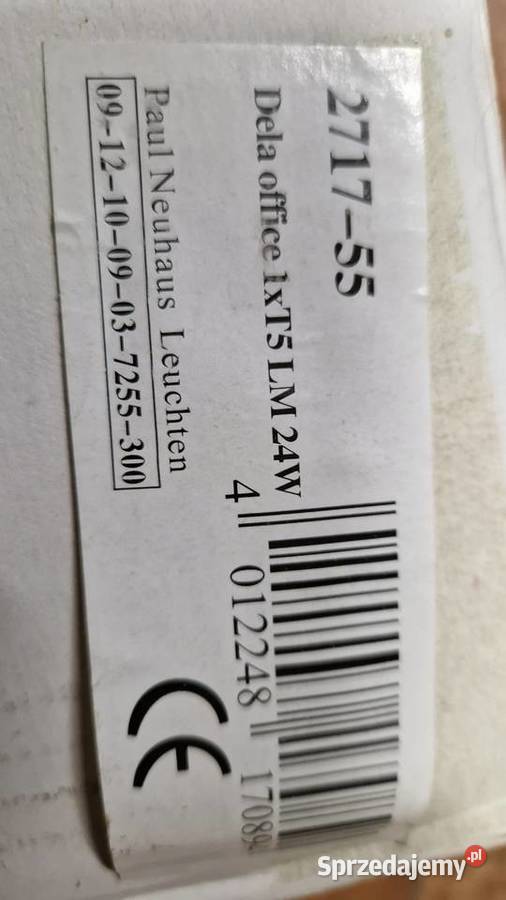 2717-55
Dela office 1xT5 LM 24W
4 012248 17089
Paul Neuhaus Leuchten
09-12-10-09-03-7255-300
CE
Sprzedajemy.pl